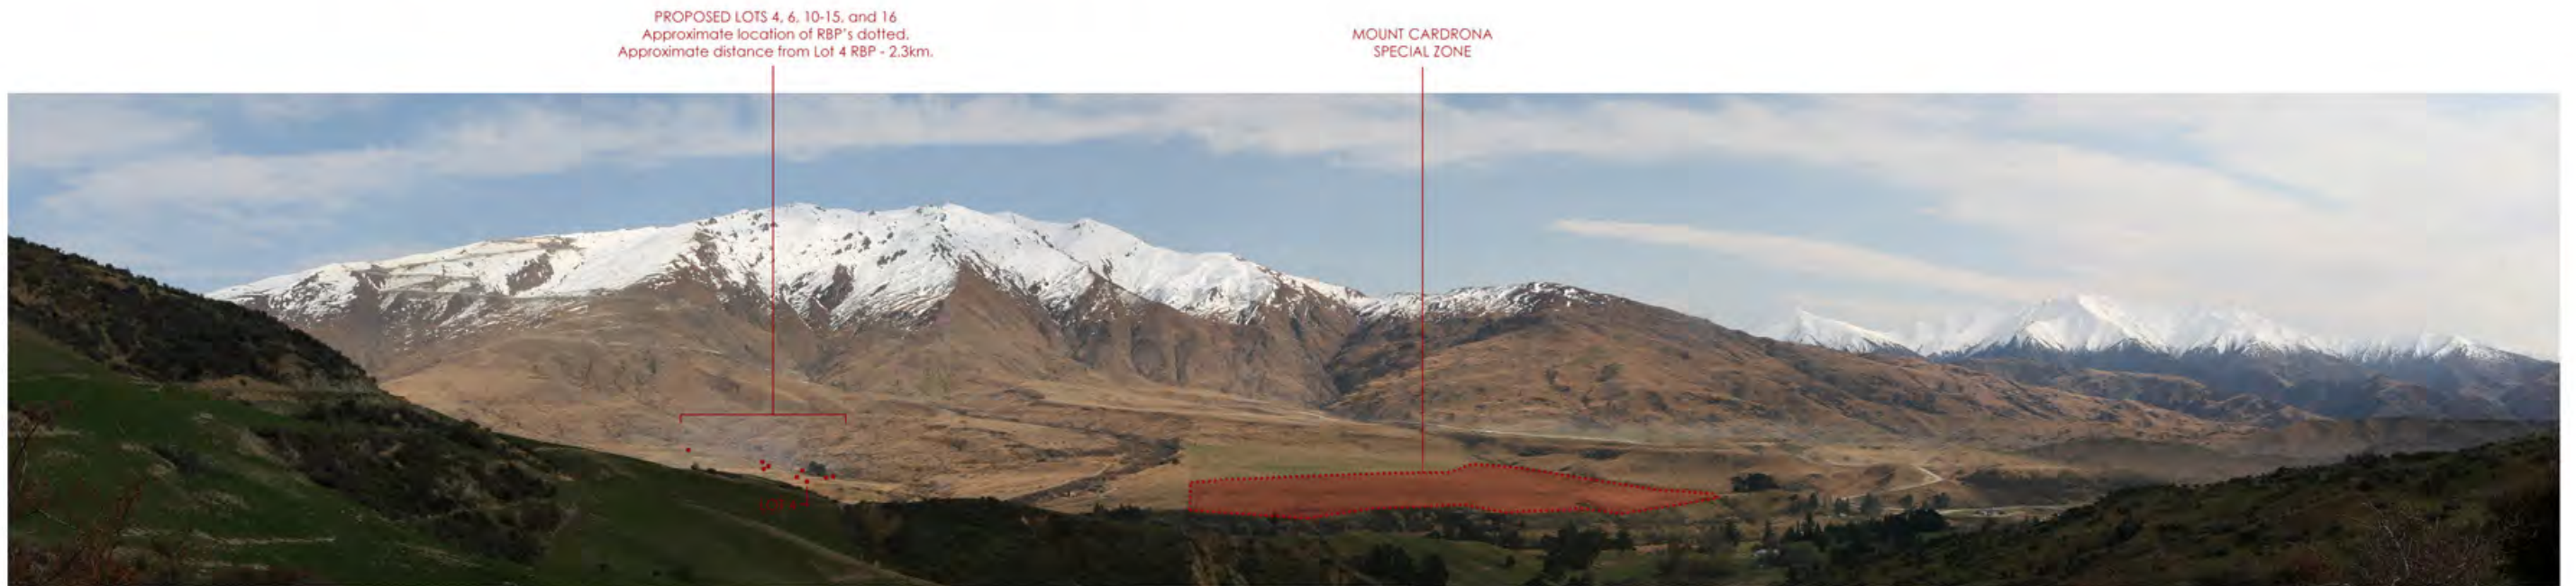 PROPOSED LOTS 4, 6, 10-15, and 16
Approximate location of RBP's dotted.
Approximate distance from Lot 4 RBP - 2.3km.
MOUNT CARDRONA
SPECIAL ZONE
LOT 4